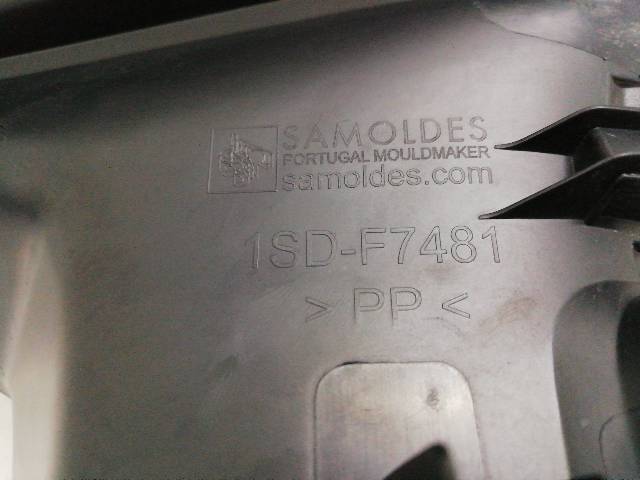 SAMOLDES
PORTUGAL MOULDMAKER
samoldes.com
1SD-F7481
> PP <